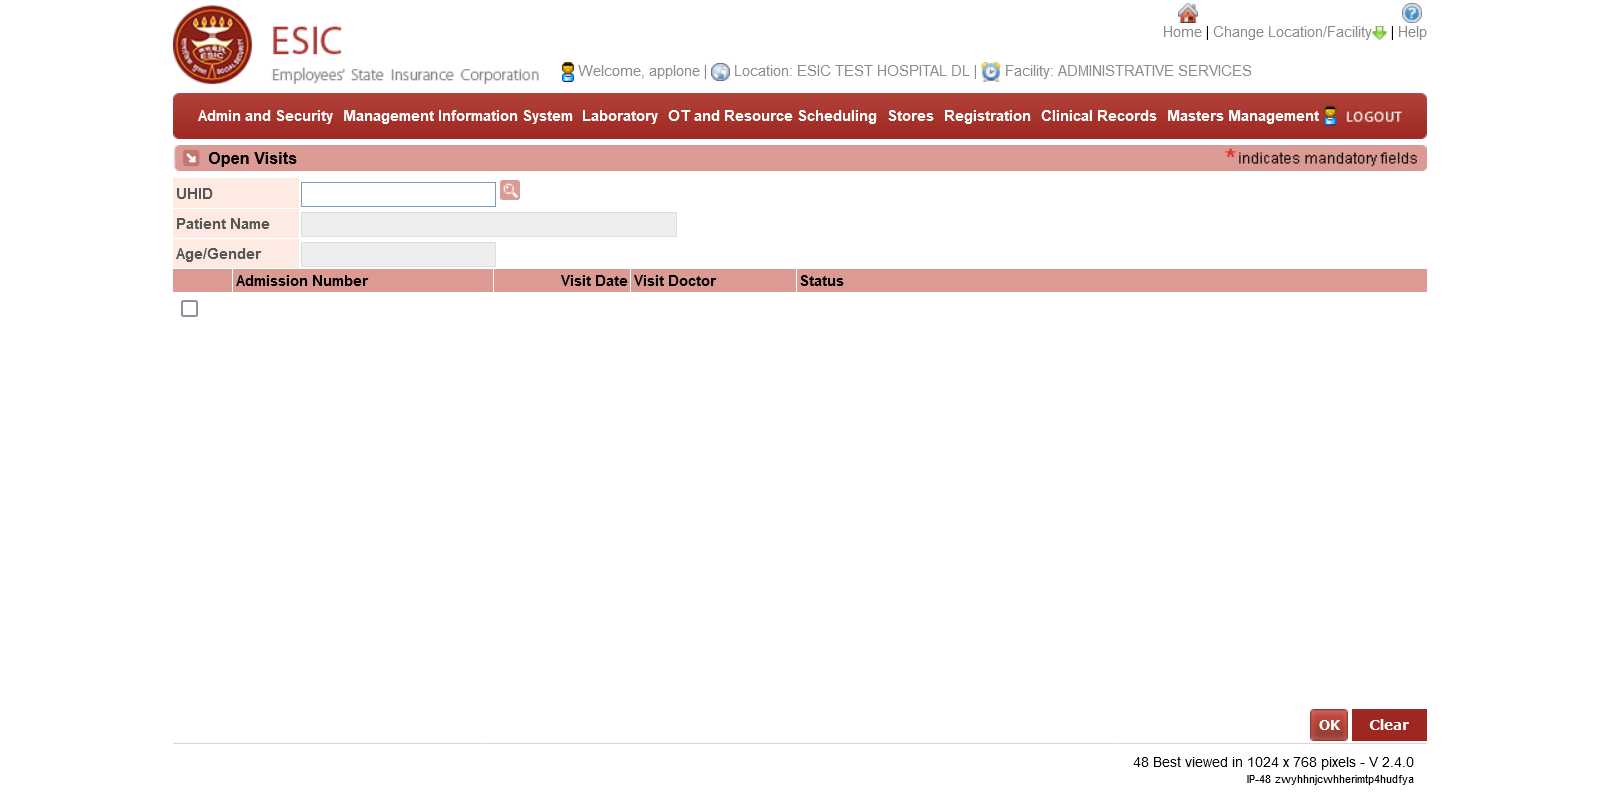 Home | Change Location/Facility | Help
ESIC
Employees' State Insurance Corporation
Welcome, applone | Location: ESIC TEST HOSPITAL DL | Facility: ADMINISTRATIVE SERVICES
Admin and Security Management Information System Laboratory OT and Resource Scheduling Stores Registration Clinical Records Masters Management LOGOUT
Open Visits *indicates mandatory fields
UHID
Patient Name
Age/Gender
Admission Number Visit Date Visit Doctor Status
OK Clear
48 Best viewed in 1024 x 768 pixels - V 2.4.0
IP-48 zwyhhnjcwhherimtp4hudfya